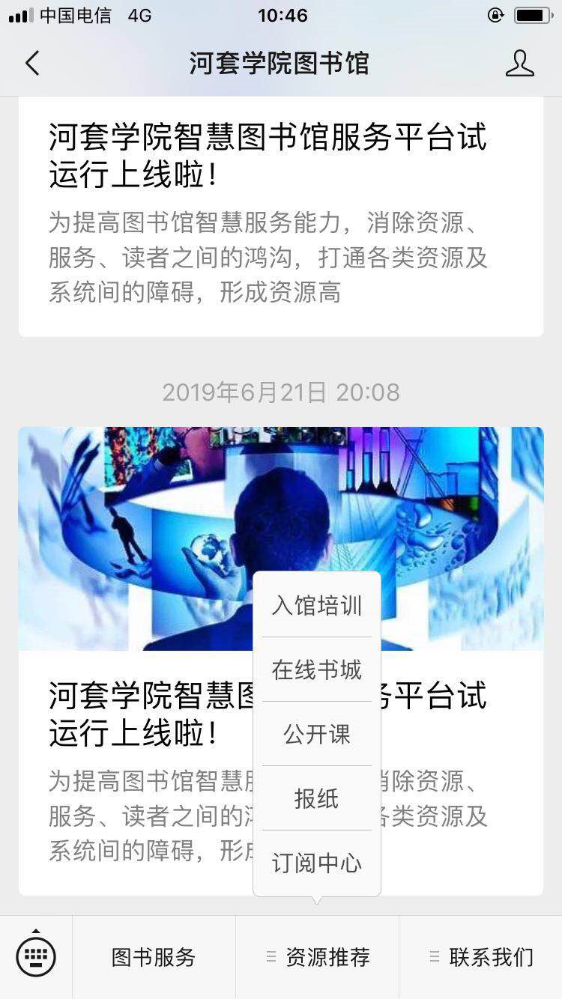 中国电信 4G 10:46
河套学院图书馆
河套学院智慧图书馆服务平台试
运行上线啦！
为提高图书馆智慧服务能力，消除资源、
服务、读者之间的鸿沟，打通各类资源及
系统间的障碍，形成资源高
2019年6月21日 20:08
河套学院智慧 务平台试
运行上线啦！
为提高图书馆智慧 消除资源、
服务、读者之间的 各类资源及
系统间的障碍，形
入馆培训
在线书城
公开课
报纸
订阅中心
图书服务
资源推荐
联系我们